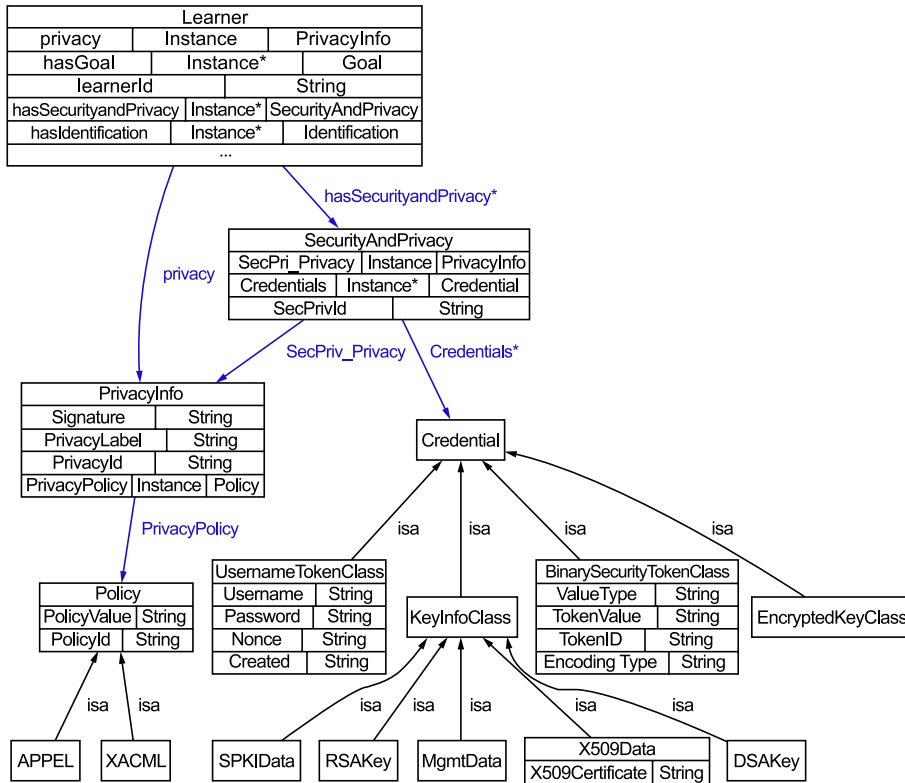 Learner
privacy Instance PrivacyInfo
hasGoal Instance* Goal
learnerId String
hasSecurityandPrivacy Instance* SecurityAndPrivacy
hasIdentification Instance* Identification
...
hasSecurityandPrivacy*
privacy
SecurityAndPrivacy
SecPri_Privacy Instance PrivacyInfo
Credentials Instance* Credential
SecPrivId String
SecPriv_Privacy Credentials*
PrivacyInfo
Signature String
PrivacyLabel String
PrivacyId String
PrivacyPolicy Instance Policy
Credential
PrivacyPolicy
isa isa isa isa
Policy
PolicyValue String
PolicyId String
UsernameTokenClass
Username String
Password String
Nonce String
Created String
KeyInfoClass
BinarySecurityTokenClass
ValueType String
TokenValue String
TokenID String
Encoding Type String
EncryptedKeyClass
isa isa isa isa isa isa isa
APPEL XACML SPKIData RSAKey MgmtData
X509Data
X509Certificate String
DSAKey